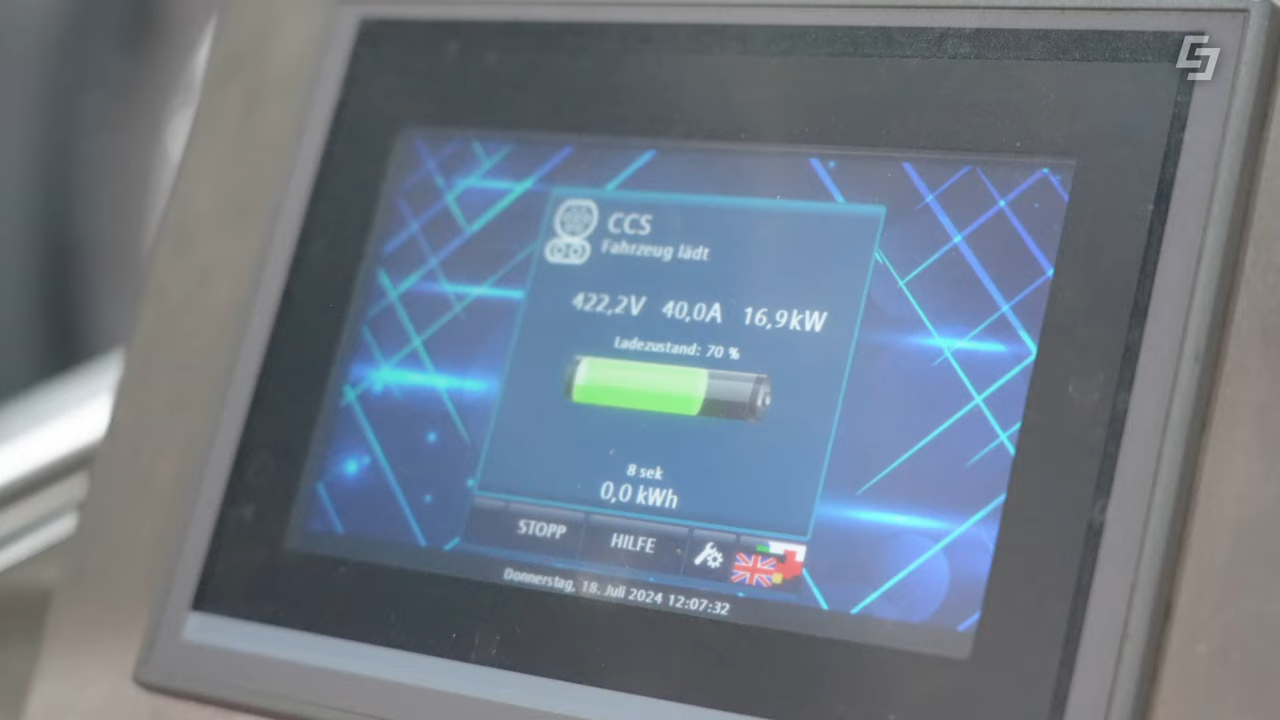 CCS
Fahrzeug lädt
422,2V 40,0A 16,9kW
Ladezustand: 70 %
8 sek
0,0 kWh
STOPP HILFE
Donnerstag, 18. Juli 2024 12:07:32